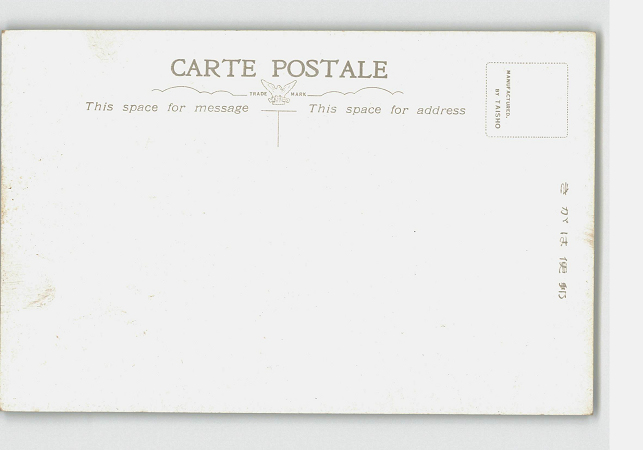 CARTE POSTALE
TRADE MARK
This space for message
This space for address
MANUFACTURED.
BY TAISHO
きがは便郵